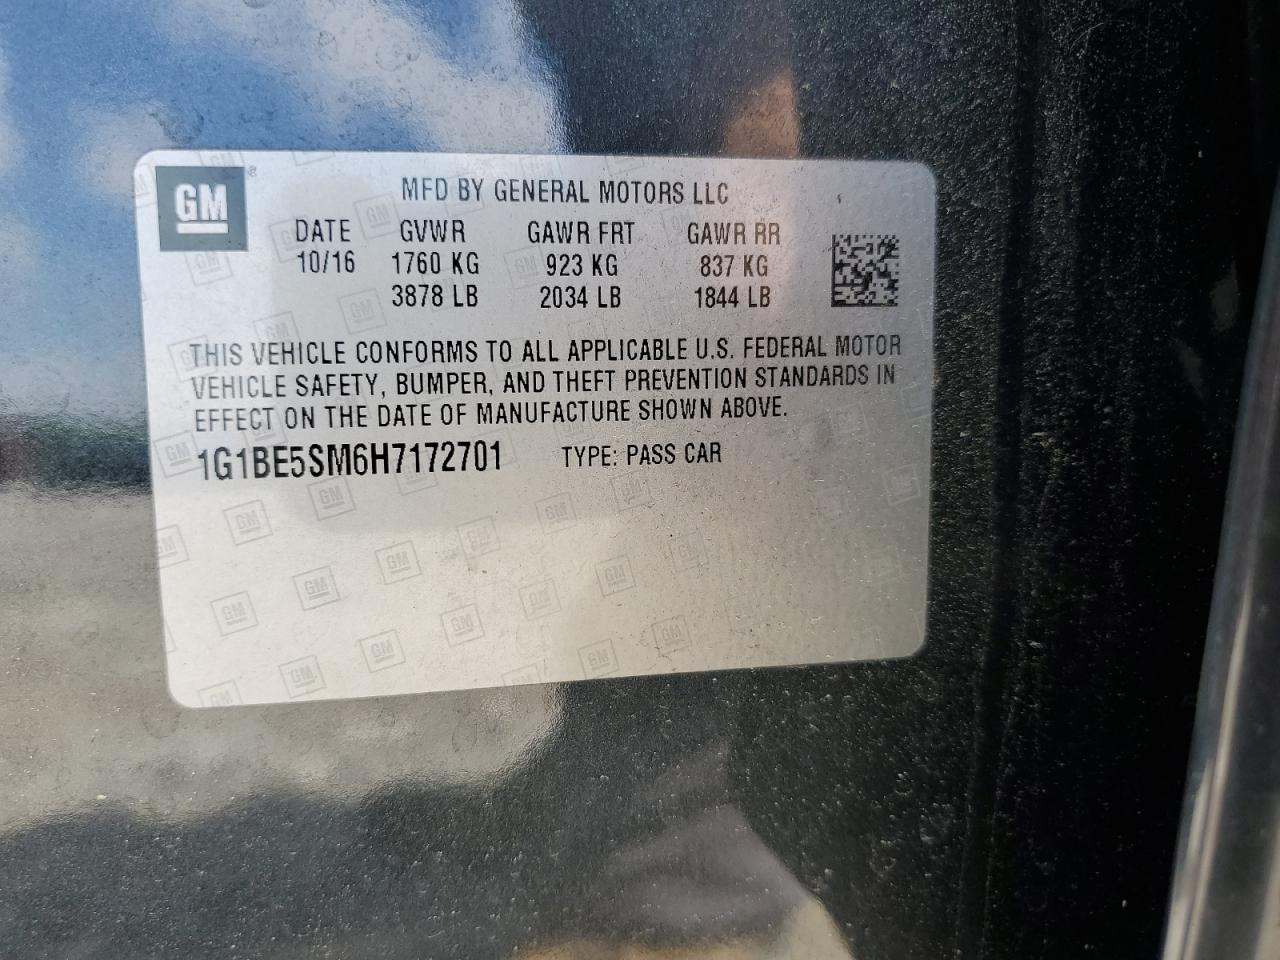 GM
MFD BY GENERAL MOTORS LLC
DATE GVWR GAWR FRT GAWR RR
10/16 1760 KG 923 KG 837 KG
3878 LB 2034 LB 1844 LB
THIS VEHICLE CONFORMS TO ALL APPLICABLE U.S. FEDERAL MOTOR
VEHICLE SAFETY, BUMPER, AND THEFT PREVENTION STANDARDS IN
EFFECT ON THE DATE OF MANUFACTURE SHOWN ABOVE.
1G1BE5SM6H7172701 TYPE: PASS CAR